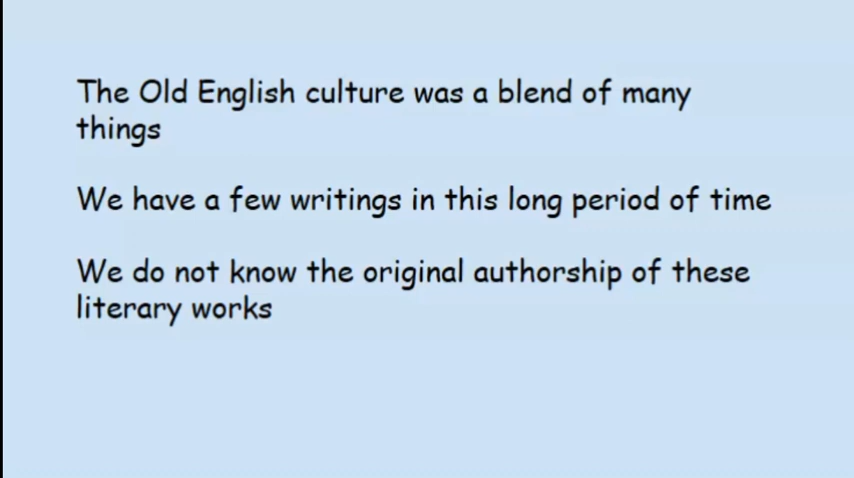 The Old English culture was a blend of many
things
We have a few writings in this long period of time
We do not know the original authorship of these
literary works